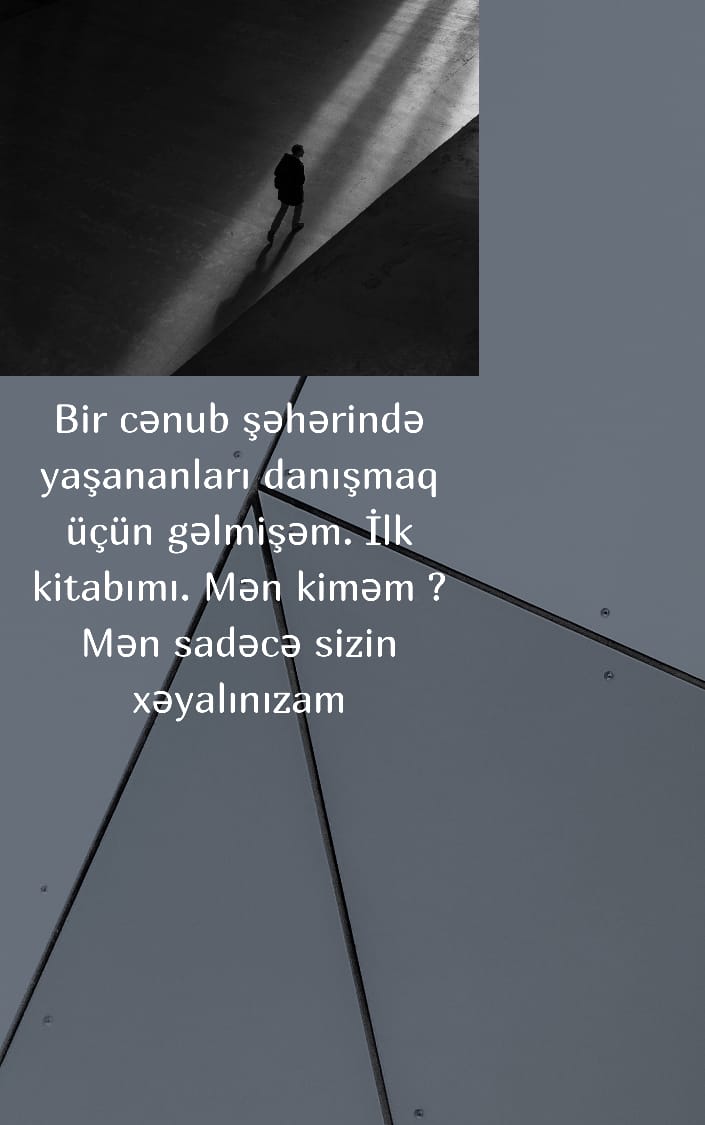 Bir cənub şəhərində
yaşananları danışmaq
üçün gəlmişəm. İlk
kitabımı. Mən kiməm ?
Mən sadəcə sizin
xəyalınızam